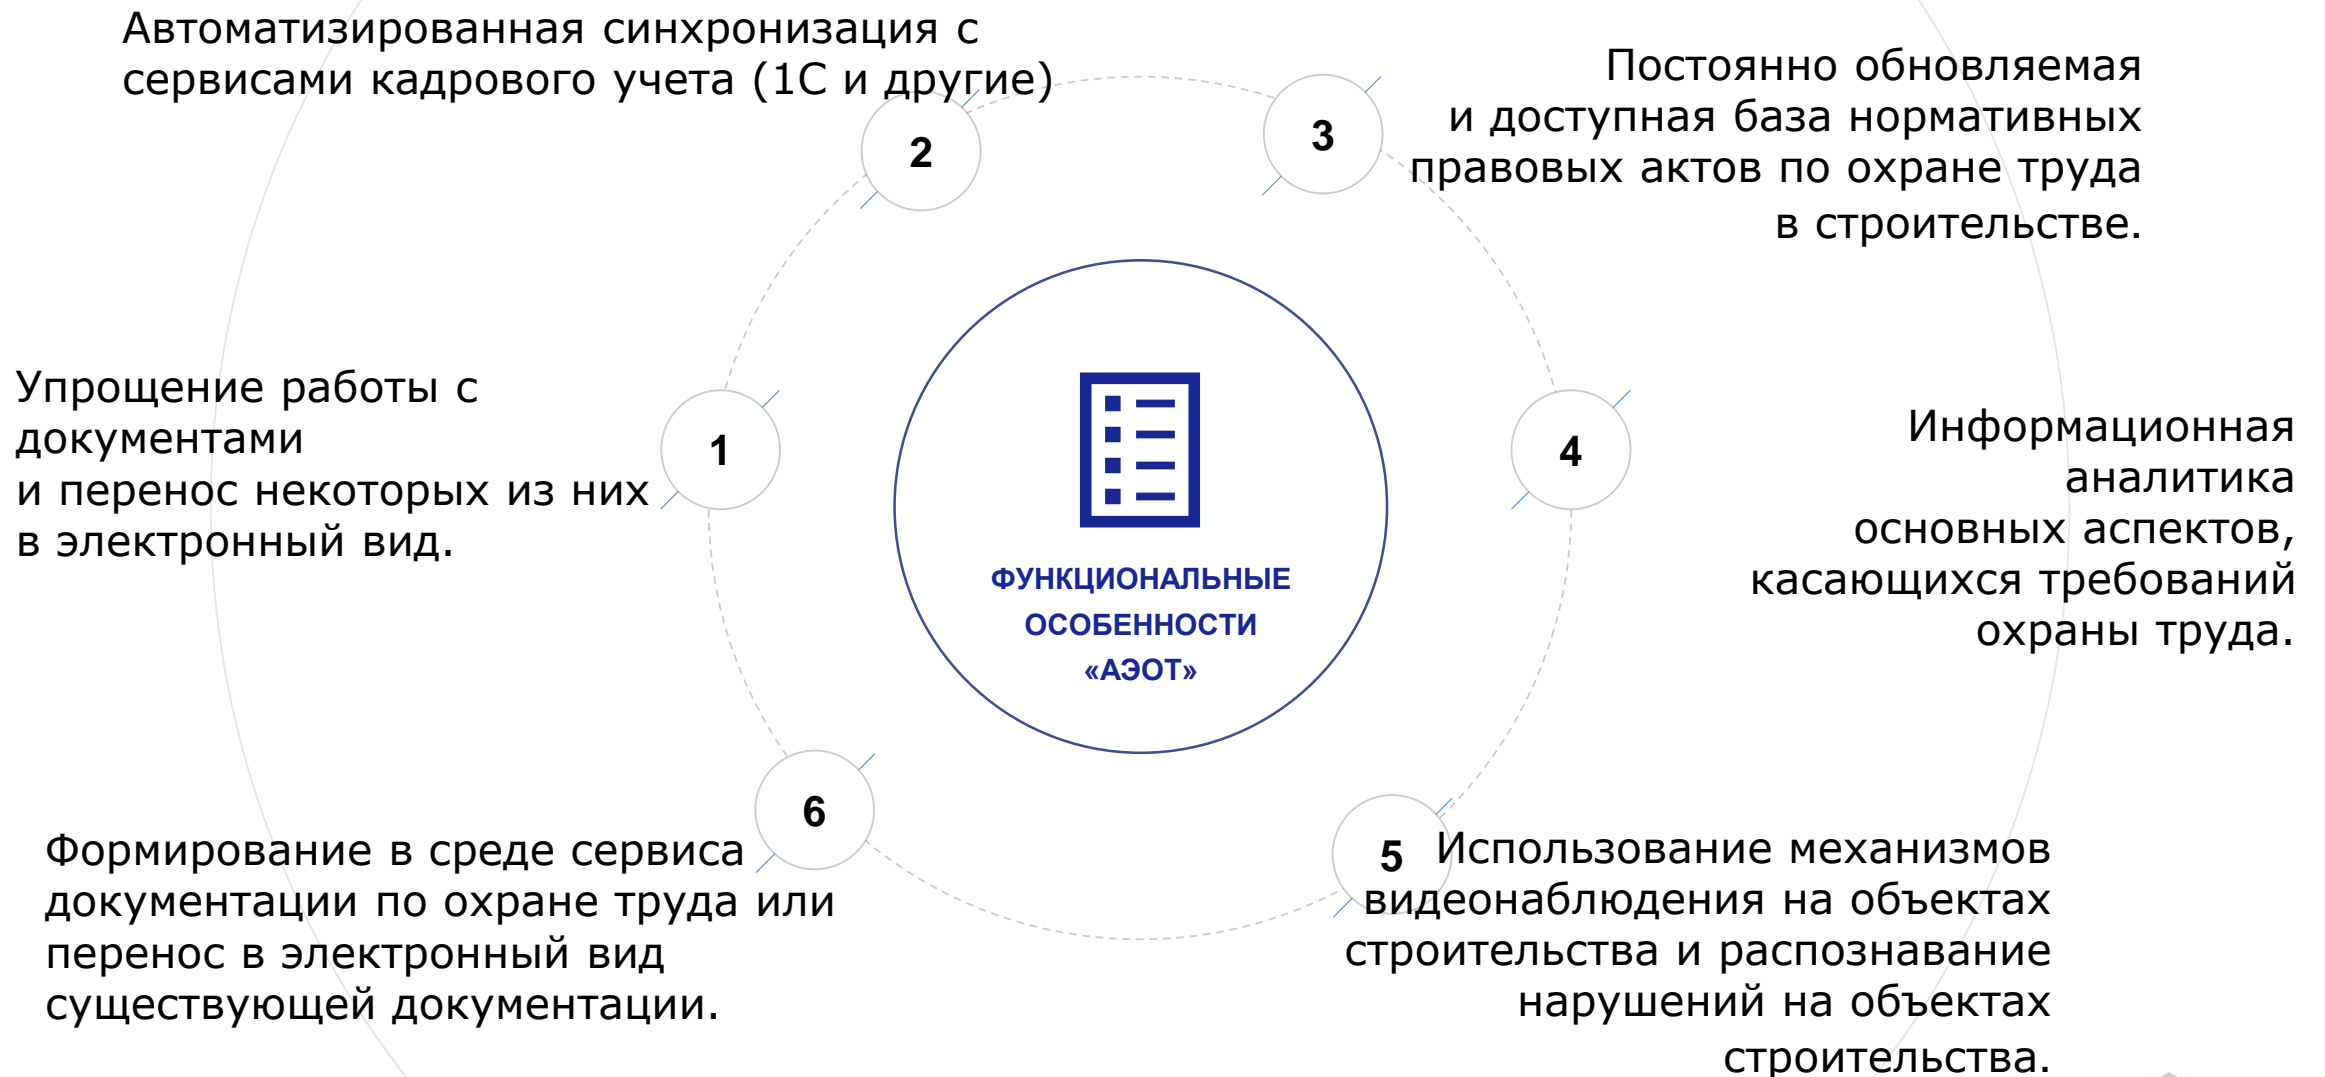 Автоматизированная синхронизация с
сервисами кадрового учета (1С и другие)
2
3
Постоянно обновляемая
и доступная база нормативных
правовых актов по охране труда
в строительстве.
Упрощение работы с
документами
и перенос некоторых из них
в электронный вид.
1
ФУНКЦИОНАЛЬНЫЕ
ОСОБЕННОСТИ
«АЭОТ»
4
Информационная
аналитика
основных аспектов,
касающихся требований
охраны труда.
6
Формирование в среде сервиса
документации по охране труда или
перенос в электронный вид
существующей документации.
5
Использование механизмов
видеонаблюдения на объектах
строительства и распознавание
нарушений на объектах
строительства.